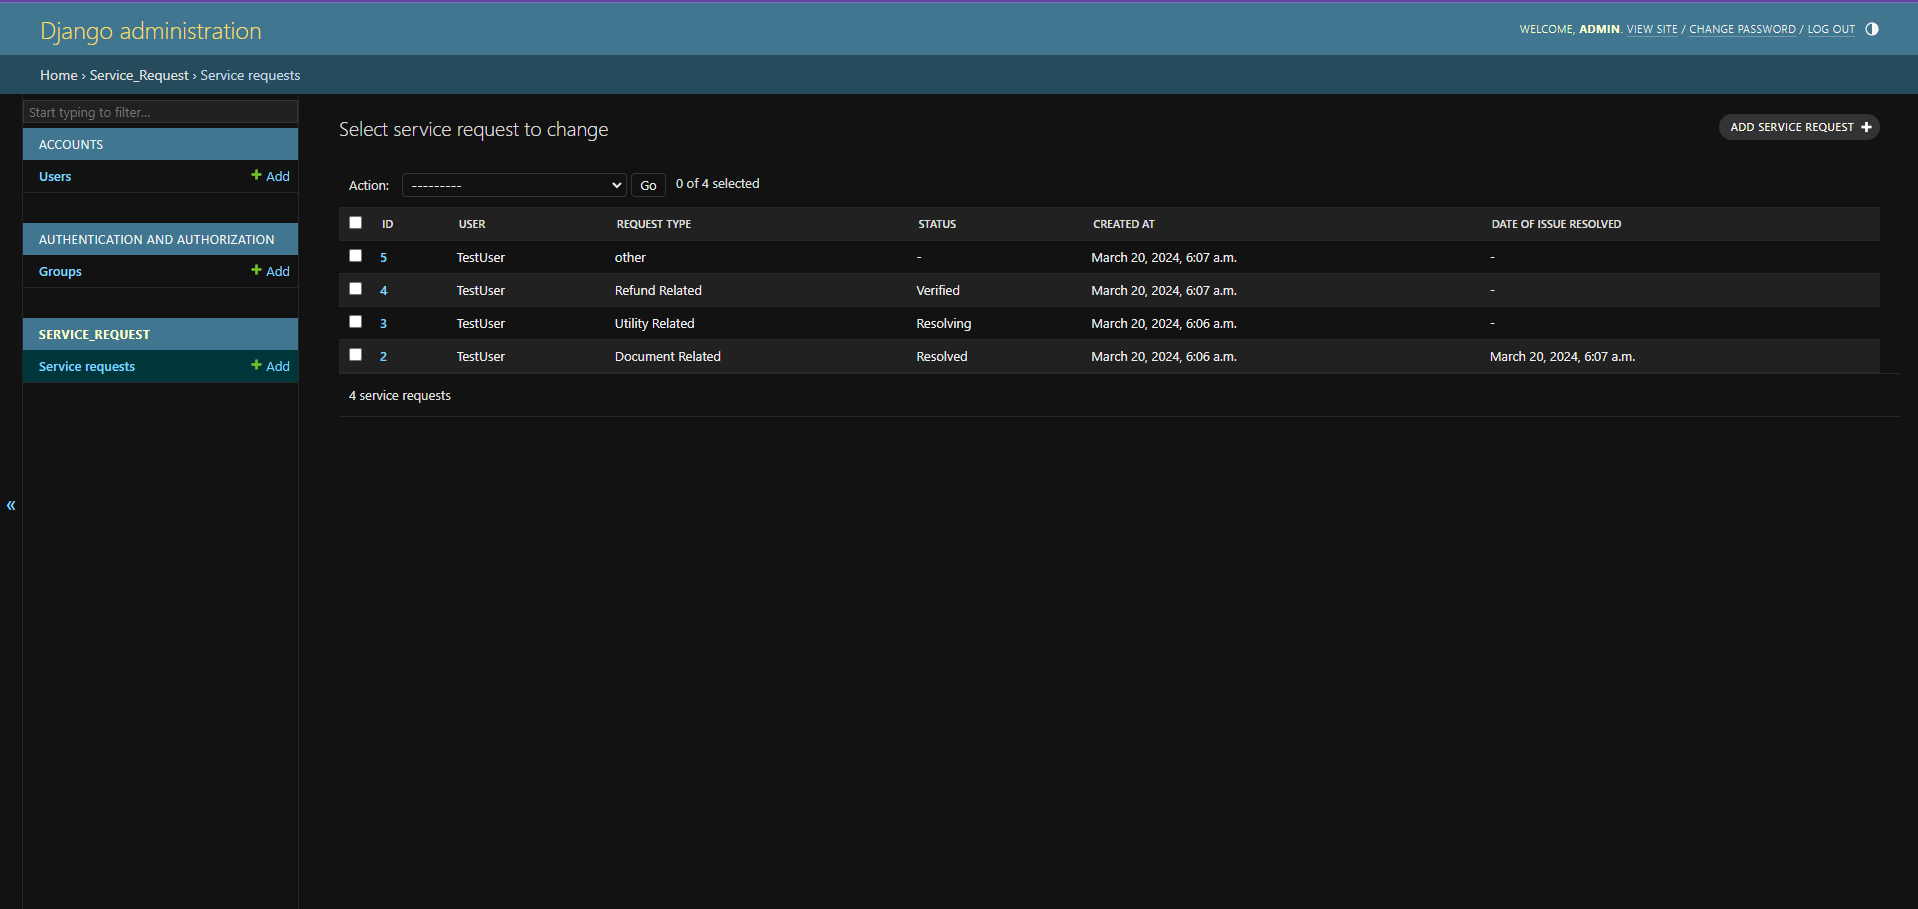 Django administration
WELCOME, ADMIN. VIEW SITE / CHANGE PASSWORD / LOG OUT
Home › Service_Request › Service requests
Start typing to filter...
ACCOUNTS
Users + Add
AUTHENTICATION AND AUTHORIZATION
Groups + Add
SERVICE_REQUEST
Service requests + Add
«
Select service request to change
ADD SERVICE REQUEST +
Action: --------- Go 0 of 4 selected
ID USER REQUEST TYPE STATUS CREATED AT DATE OF ISSUE RESOLVED
5 TestUser other - March 20, 2024, 6:07 a.m. -
4 TestUser Refund Related Verified March 20, 2024, 6:07 a.m. -
3 TestUser Utility Related Resolving March 20, 2024, 6:06 a.m. -
2 TestUser Document Related Resolved March 20, 2024, 6:06 a.m. March 20, 2024, 6:07 a.m.
4 service requests